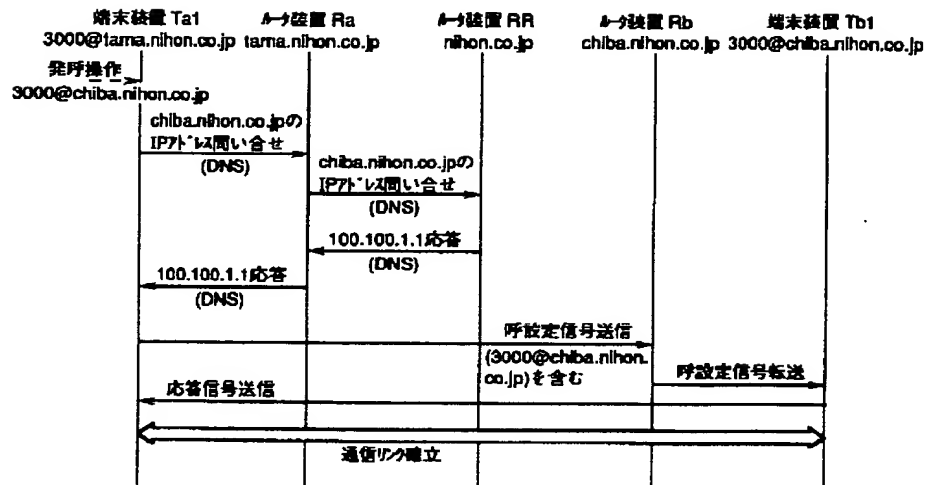 端末装置 Ta1
3000@tama.nihon.co.jp
ルータ装置 Ra
tama.nihon.co.jp
ルータ装置 RR
nihon.co.jp
ルータ装置 Rb
chiba.nihon.co.jp
端末装置 Tb1
3000@chiba.nihon.co.jp
発呼操作
3000@chiba.nihon.co.jp
chiba.nihon.co.jpの
IPアドレス問い合せ
(DNS)
chiba.nihon.co.jpの
IPアドレス問い合せ
(DNS)
100.100.1.1応答
(DNS)
100.100.1.1応答
(DNS)
呼設定信号送信
(3000@chiba.nihon.
co.jp)を含む
呼設定信号転送
応答信号送信
通信リンク確立